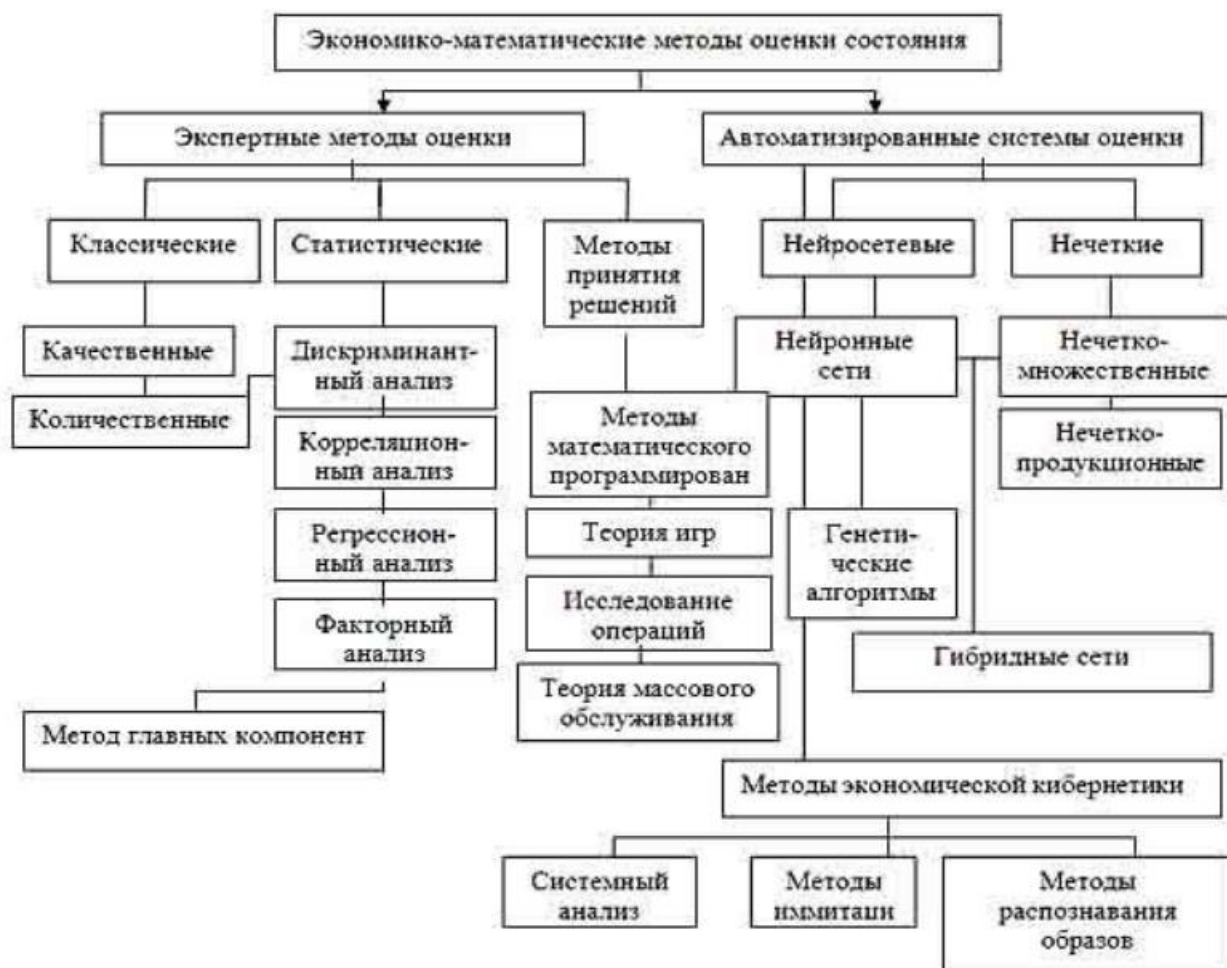 Экономико-математические методы оценки состояния
Экспертные методы оценки
Автоматизированные системы оценки
Классические
Статистические
Методы
принятия
решений
Нейросетевые
Нечеткие
Качественные
Количественные
Дискриминант-
ный анализ
Корреляцион-
ный анализ
Регрессион-
ный анализ
Факторный
анализ
Метод главных компонент
Методы
математического
программирован
Теория игр
Исследование
операций
Теория массового
обслуживания
Нейронные
сети
Генети-
ческие
алгоритмы
Нечетко-
множественные
Нечетко-
продукционные
Гибридные сети
Методы экономической кибернетики
Системный
анализ
Методы
иммитаци
Методы
распознавания
образов